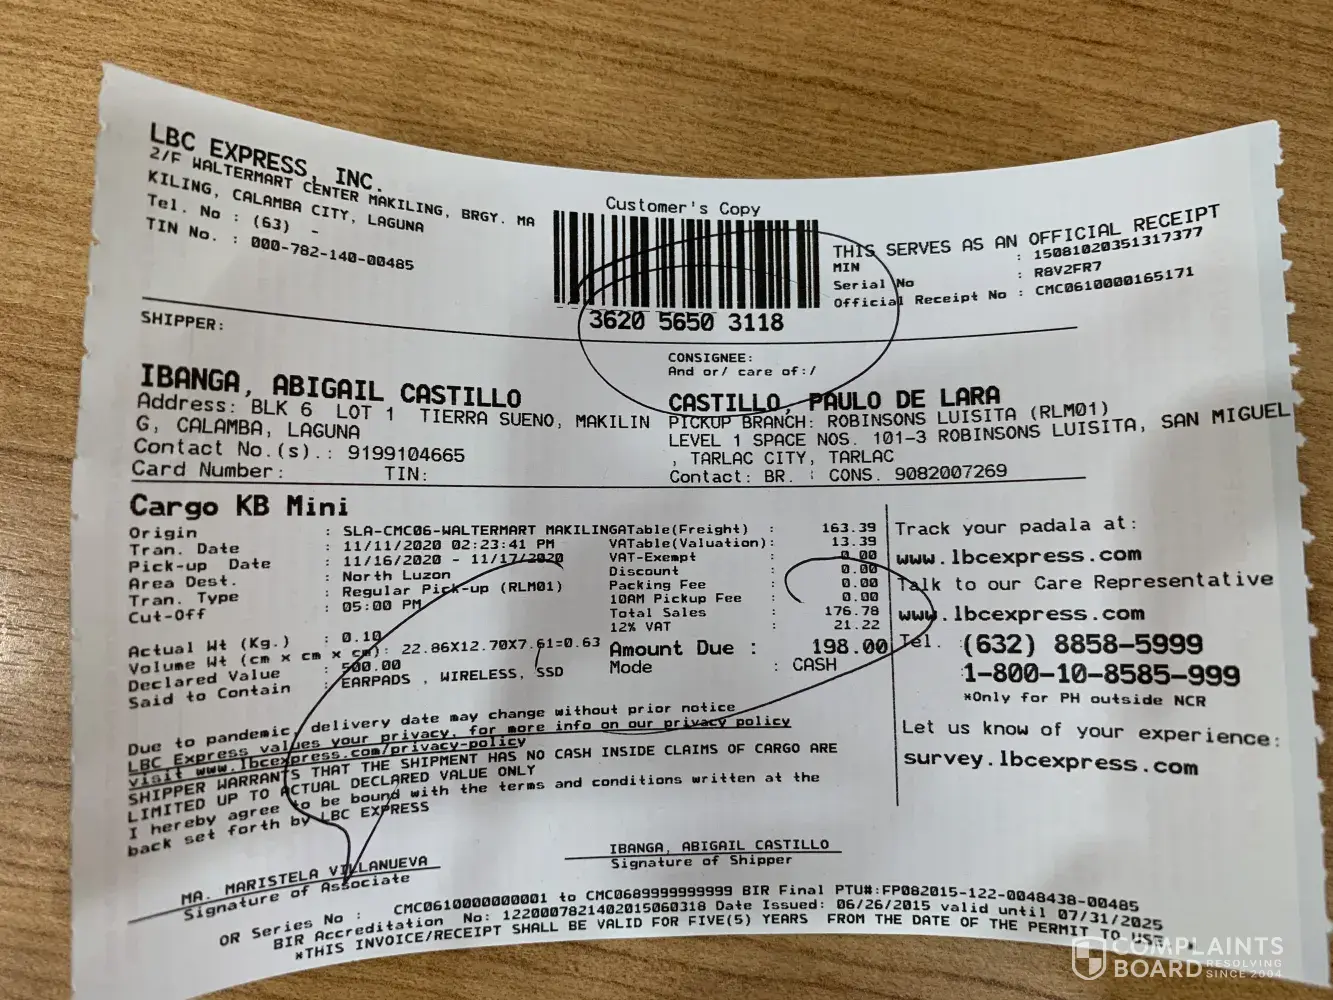 LBC EXPRESS, INC.
2/F WALTERMART CENTER MAKILING, BRGY. MA
KILING, CALAMBA CITY, LAGUNA
Tel. No : (63) -
TIN No. : 000-782-140-00485
Customer's Copy
3620 5650 3118
THIS SERVES AS AN OFFICIAL RECEIPT
MIN : 15081020351317377
Serial No : R8V2FR7
Official Receipt No : CMC0610000165171
SHIPPER:
IBANGA, ABIGAIL CASTILLO
Address: BLK 6 LOT 1 TIERRA SUENO, MAKILIN
G, CALAMBA, LAGUNA
Contact No.(s).: 9199104665
Card Number: TIN:
CONSIGNEE:
And or/ care of:/
CASTILLO, PAULO DE LARA
PICKUP BRANCH: ROBINSONS LUISITA (RLM01)
LEVEL 1 SPACE NOS. 101-3 ROBINSONS LUISITA, SAN MIGUEL
, TARLAC CITY, TARLAC
Contact: BR. : CONS. 9082007269
Cargo KB Mini
Origin : SLA-CMC06-WALTERMART MAKILING
Tran. Date : 11/11/2020 02:23:41 PM
Pick-up Date : 11/16/2020 - 11/17/2020
Area Dest. : North Luzon
Tran. Type : Regular Pick-up (RLM01)
Cut-Off : 05:00 PM
Actual Wt (Kg.) : 0.10
Volume Wt (cm x cm x cm): 22.86X12.70X7.61=0.63
Declared Value : 500.00
Said to Contain : EARPADS , WIRELESS, SSD
ATable(Freight) : 163.39
VATable(Valuation): 13.39
VAT-Exempt : 0.00
Discount : 0.00
Packing Fee : 0.00
10AM Pickup Fee : 0.00
Total Sales : 176.78
12% VAT : 21.22
Amount Due : 198.00
Mode : CASH
Track your padala at:
www.lbcexpress.com
Talk to our Care Representative
www.lbcexpress.com
Tel. :(632) 8858-5999
:1-800-10-8585-999
*Only for PH outside NCR
Let us know of your experience:
survey.lbcexpress.com
Due to pandemic, delivery date may change without prior notice
LBC Express values your privacy, for more info on our privacy policy
visit www.lbcexpress.com/privacy-policy
SHIPPER WARRANTS THAT THE SHIPMENT HAS NO CASH INSIDE CLAIMS OF CARGO ARE
LIMITED UP TO ACTUAL DECLARED VALUE ONLY
I hereby agree to be bound with the terms and conditions written at the
back set forth by LBC EXPRESS
MA. MARISTELA VILLANUEVA
Signature of Associate
IBANGA, ABIGAIL CASTILLO
Signature of Shipper
OR Series No : CMC0610000000001 to CMC0689999999999 BIR Final PTU#:FP082015-122-0048438-00485
BIR Accreditation No: 1220007821402015060318 Date Issued: 06/26/2015 valid until 07/31/2025
*THIS INVOICE/RECEIPT SHALL BE VALID FOR FIVE(5) YEARS FROM THE DATE OF THE PERMIT TO USE
COMPLAINTS
BOARD RESOLVING
SINCE 2004